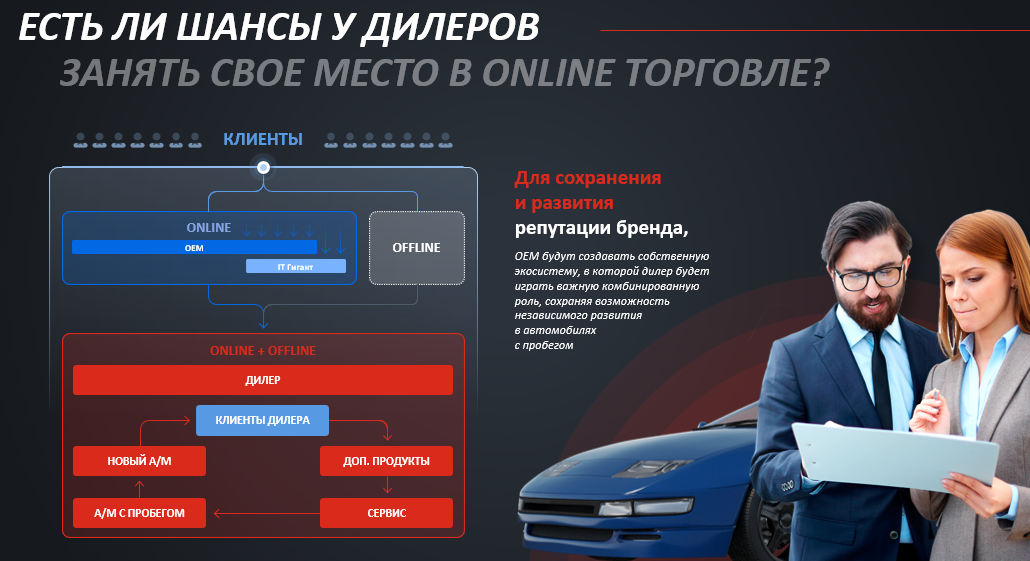 ЕСТЬ ЛИ ШАНСЫ У ДИЛЕРОВ
ЗАНЯТЬ СВОЕ МЕСТО В ONLINE ТОРГОВЛЕ?
КЛИЕНТЫ
ONLINE
OEM
IT Гигант
OFFLINE
ONLINE + OFFLINE
ДИЛЕР
КЛИЕНТЫ ДИЛЕРА
НОВЫЙ А/М
ДОП. ПРОДУКТЫ
А/М С ПРОБЕГОМ
СЕРВИС
Для сохранения
и развития
репутации бренда,
OEM будут создавать собственную
экосистему, в которой дилер будет
играть важную комбинированную
роль, сохраняя возможность
независимого развития
в автомобилях
с пробегом